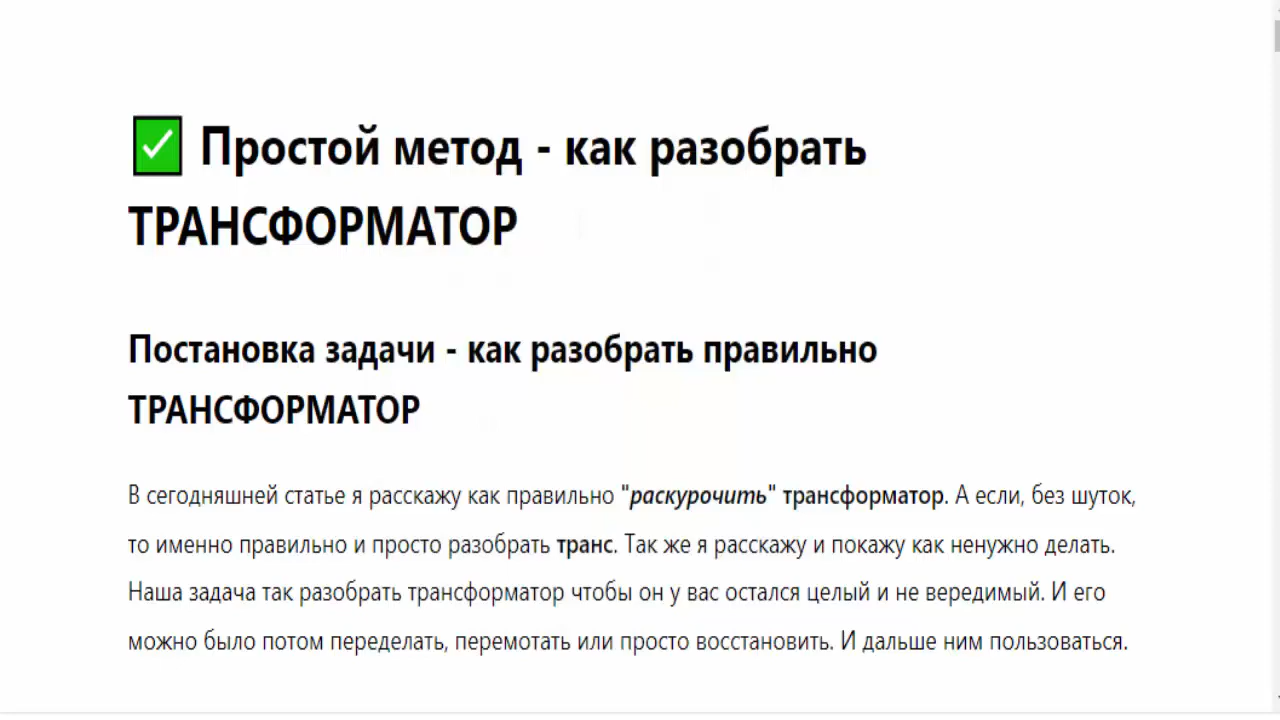 ✅ Простой метод - как разобрать
ТРАНСФОРМАТОР
Постановка задачи - как разобрать правильно
ТРАНСФОРМАТОР
В сегодняшней статье я расскажу как правильно "раскурочить" трансформатор. А если, без шуток,
то именно правильно и просто разобрать транс. Так же я расскажу и покажу как ненужно делать.
Наша задача так разобрать трансформатор чтобы он у вас остался целый и не вередимый. И его
можно было потом переделать, перемотать или просто восстановить. И дальше ним пользоваться.